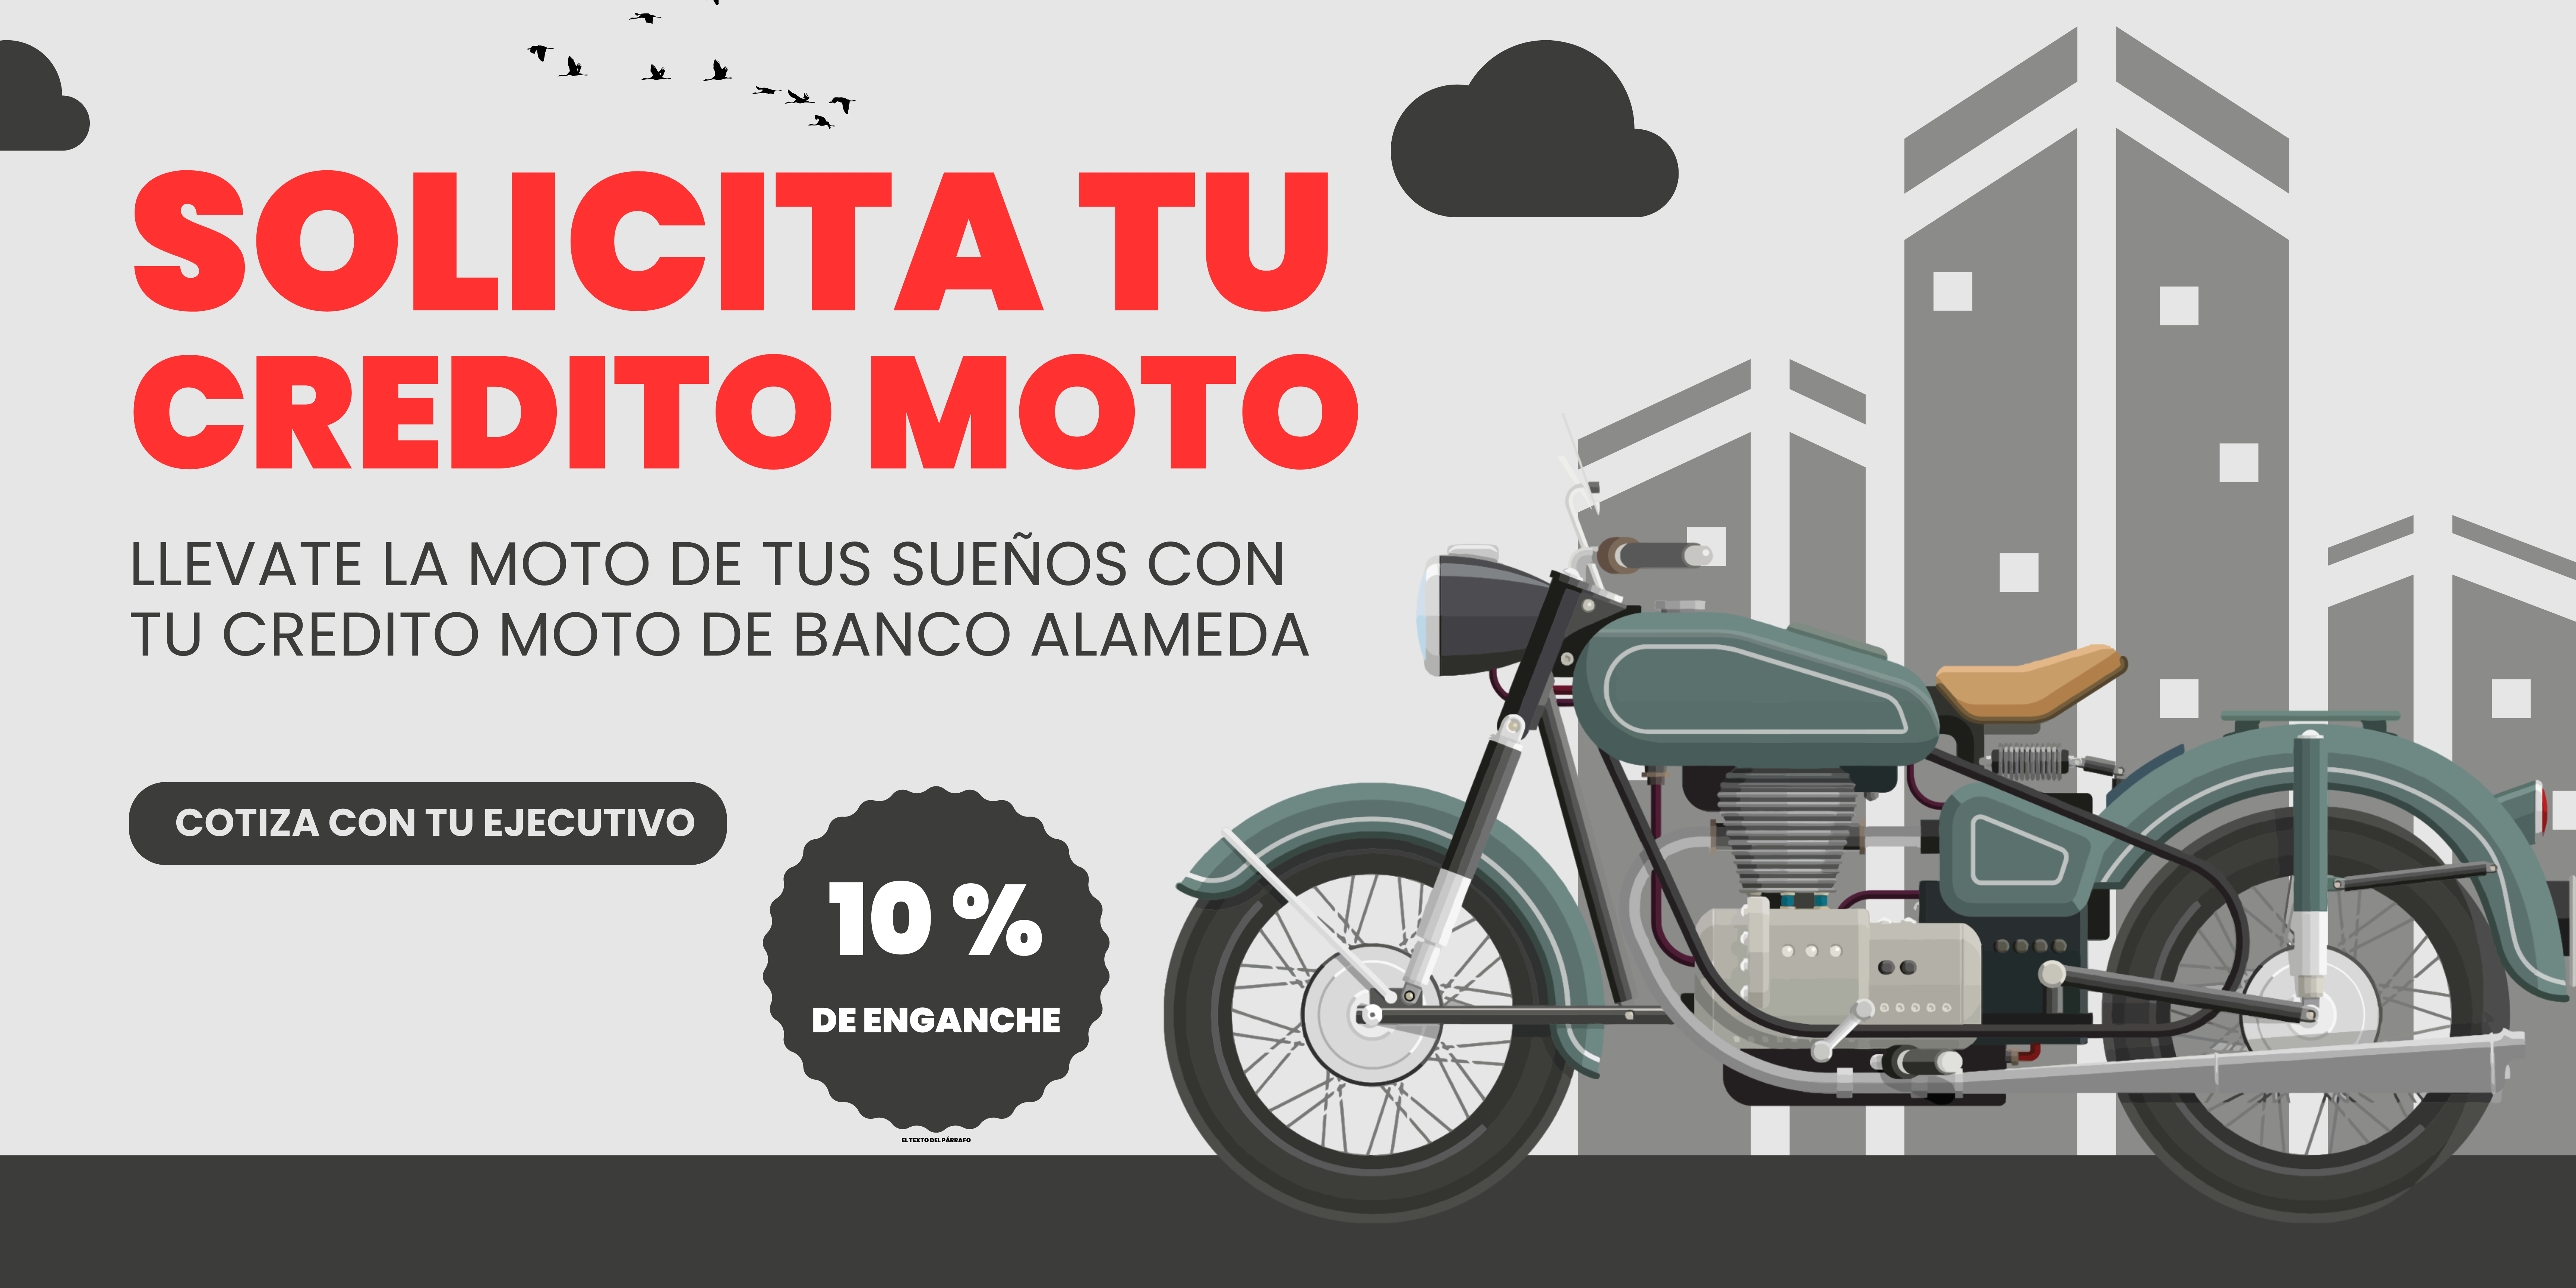 SOLICITA TU
CREDITO MOTO
LLEVATE LA MOTO DE TUS SUEÑOS CON
TU CREDITO MOTO DE BANCO ALAMEDA
COTIZA CON TU EJECUTIVO
10 %
DE ENGANCHE
EL TEXTO DEL PÁRRAFO